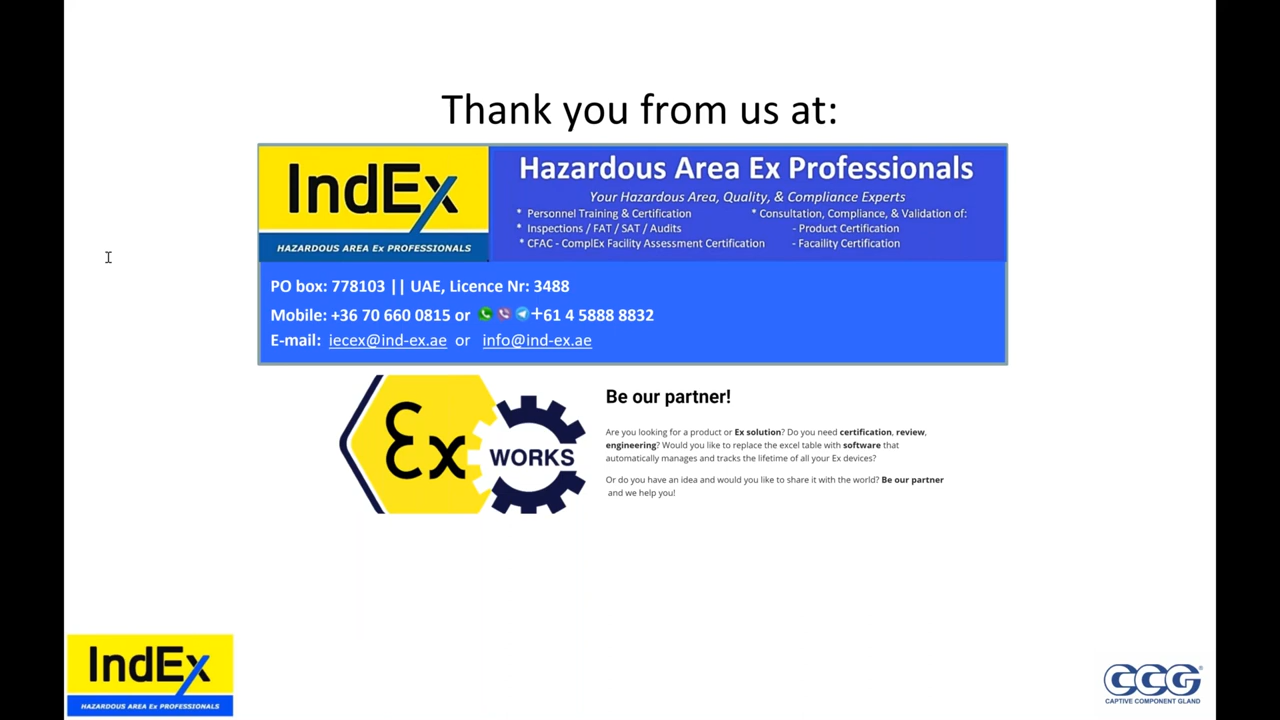 Thank you from us at:
IndEx
HAZARDOUS AREA Ex PROFESSIONALS
Hazardous Area Ex Professionals
Your Hazardous Area, Quality, & Compliance Experts
* Personnel Training & Certification
* Inspections / FAT / SAT / Audits
* CFAC - ComplEx Facility Assessment Certification
* Consultation, Compliance, & Validation of:
- Product Certification
- Facaility Certification
PO box: 778103 || UAE, Licence Nr: 3488
Mobile: +36 70 660 0815 or +61 4 5888 8832
E-mail: iecex@ind-ex.ae or info@ind-ex.ae
Ex WORKS
Be our partner!
Are you looking for a product or Ex solution? Do you need certification, review,
engineering? Would you like to replace the excel table with software that
automatically manages and tracks the lifetime of all your Ex devices?
Or do you have an idea and would you like to share it with the world? Be our partner
and we help you!
IndEx
HAZARDOUS AREA Ex PROFESSIONALS
CCG®
CAPTIVE COMPONENT GLAND